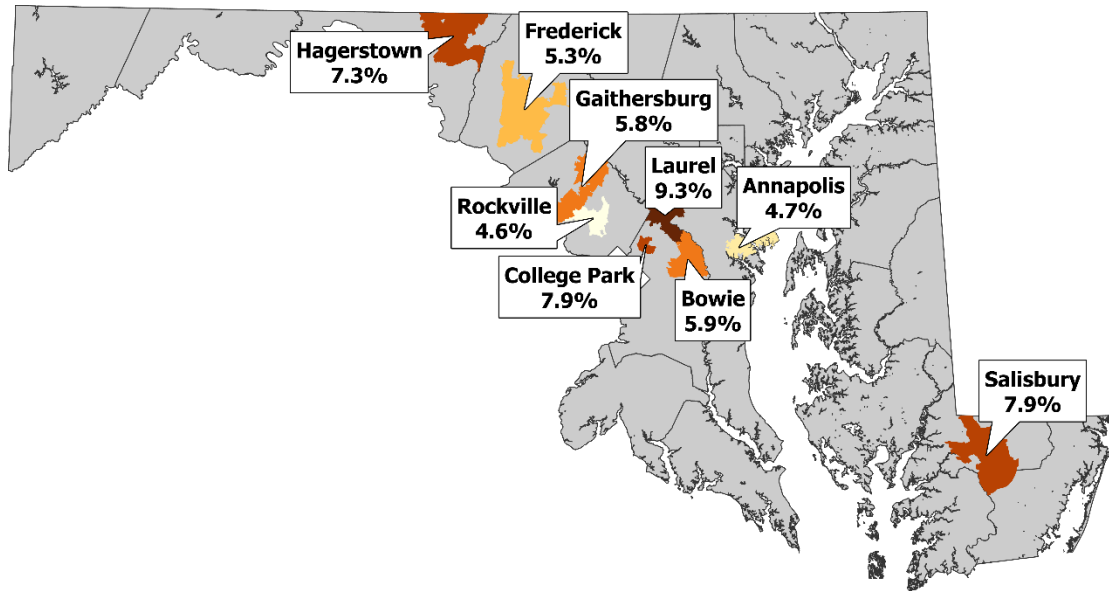 Frederick
5.3%
Hagerstown
7.3%
Gaithersburg
5.8%
Laurel
9.3%
Annapolis
4.7%
Rockville
4.6%
College Park
7.9%
Bowie
5.9%
Salisbury
7.9%